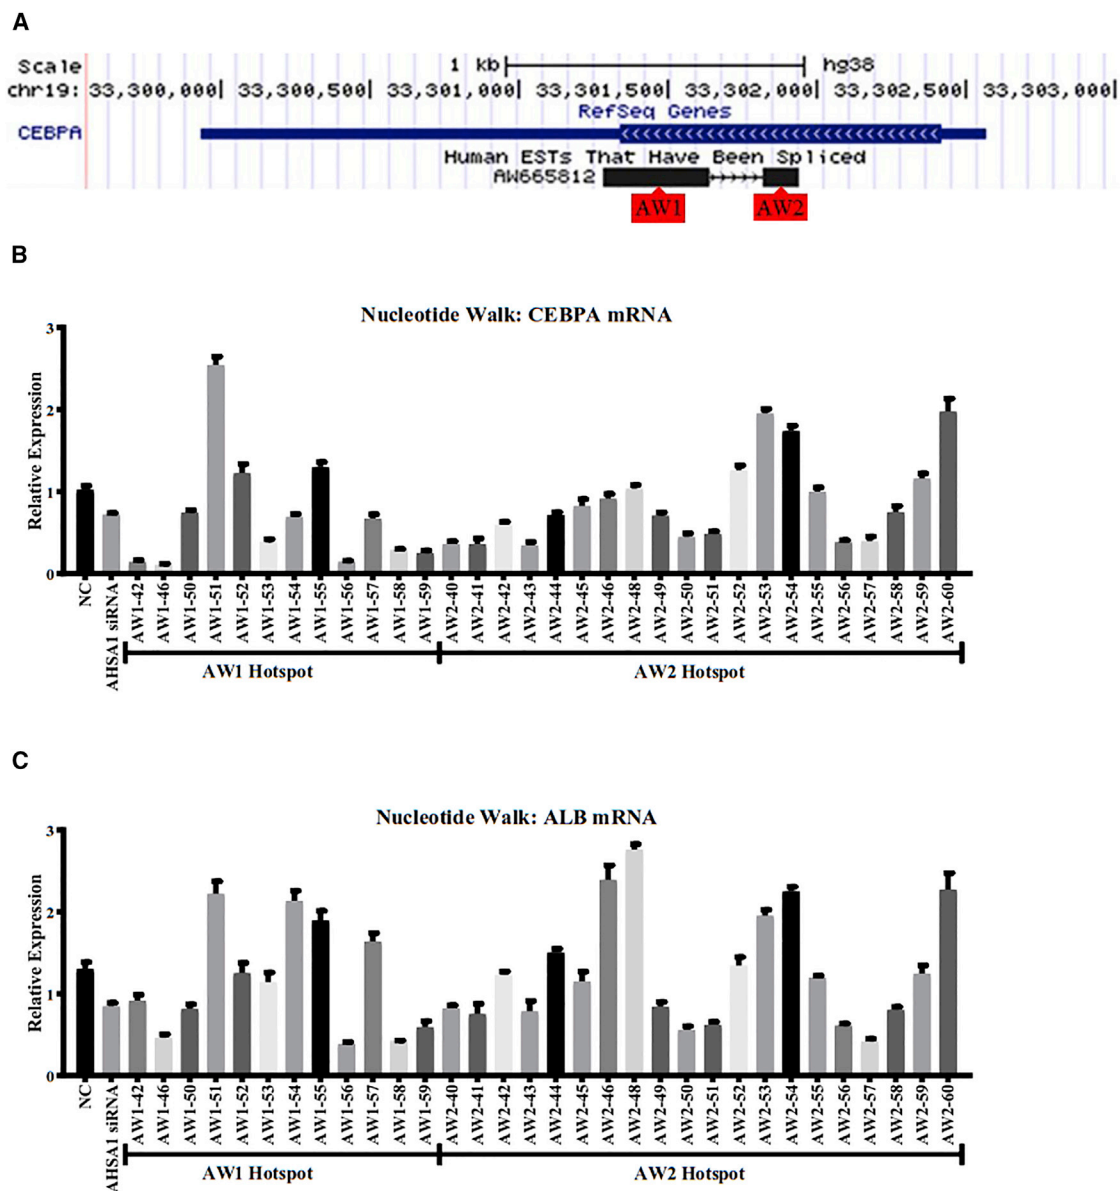 A
Scale 1 kb hg38
chr19: 33,300,000| 33,300,500| 33,301,000| 33,301,500| 33,302,000| 33,302,500| 33,303,000|
RefSeq Genes
CEBPA
Human ESTs That Have Been Spliced
AW665812
AW1 AW2
B
Nucleotide Walk: CEBPA mRNA
Relative Expression
3
2
1
0
NC
AHSA1 siRNA
AW1-42
AW1-46
AW1-50
AW1-51
AW1-52
AW1-53
AW1-54
AW1-55
AW1-56
AW1-57
AW1-58
AW1-59
AW2-40
AW2-41
AW2-42
AW2-43
AW2-44
AW2-45
AW2-46
AW2-48
AW2-49
AW2-50
AW2-51
AW2-52
AW2-53
AW2-54
AW2-55
AW2-56
AW2-57
AW2-58
AW2-59
AW2-60
AW1 Hotspot AW2 Hotspot
C
Nucleotide Walk: ALB mRNA
Relative Expression
3
2
1
0
NC
AHSA1 siRNA
AW1-42
AW1-46
AW1-50
AW1-51
AW1-52
AW1-53
AW1-54
AW1-55
AW1-56
AW1-57
AW1-58
AW1-59
AW2-40
AW2-41
AW2-42
AW2-43
AW2-44
AW2-45
AW2-46
AW2-48
AW2-49
AW2-50
AW2-51
AW2-52
AW2-53
AW2-54
AW2-55
AW2-56
AW2-57
AW2-58
AW2-59
AW2-60
AW1 Hotspot AW2 Hotspot